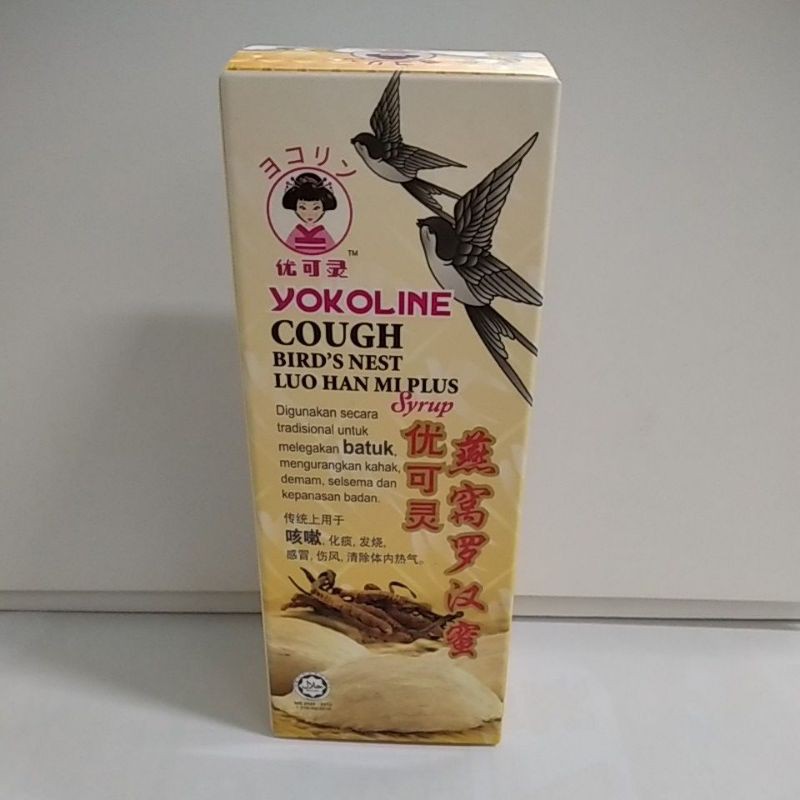 ヨコリン
优可灵
TM
YOKOLINE
COUGH
BIRD'S NEST
LUO HAN MI PLUS
Syrup
Digunakan secara
tradisional untuk
melegakan batuk,
mengurangkan kahak,
demam, selsema dan
kepanasan badan.
传统上用于
咳嗽, 化痰, 发烧,
感冒, 伤风, 清除体内热气。
优可灵
燕窝罗汉蜜